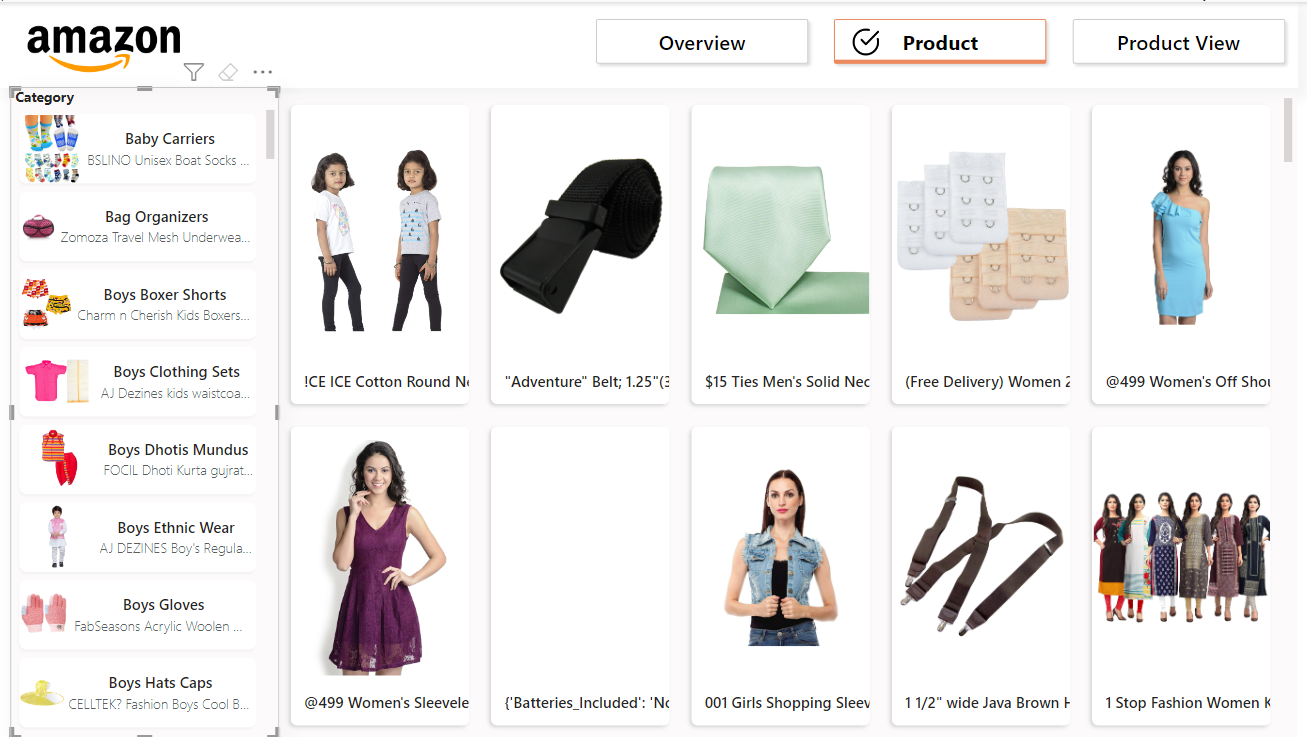 amazon
Overview
Product
Product View
Category
Baby Carriers
BSLINO Unisex Boat Socks ...
Bag Organizers
Zomoza Travel Mesh Underwea...
Boys Boxer Shorts
Charm n Cherish Kids Boxers...
Boys Clothing Sets
AJ Dezines kids waistcoa...
Boys Dhotis Mundus
FOCIL Dhoti Kurta gujrat...
Boys Ethnic Wear
AJ DEZINES Boy's Regula...
Boys Gloves
FabSeasons Acrylic Woolen ...
Boys Hats Caps
CELLTEK? Fashion Boys Cool B...
!CE ICE Cotton Round Ne
"Adventure" Belt; 1.25"(3
$15 Ties Men's Solid Nec
(Free Delivery) Women 2
@499 Women's Off Shou
@499 Women's Sleevele
{'Batteries_Included': 'No
001 Girls Shopping Sleev
1 1/2" wide Java Brown H
1 Stop Fashion Women K